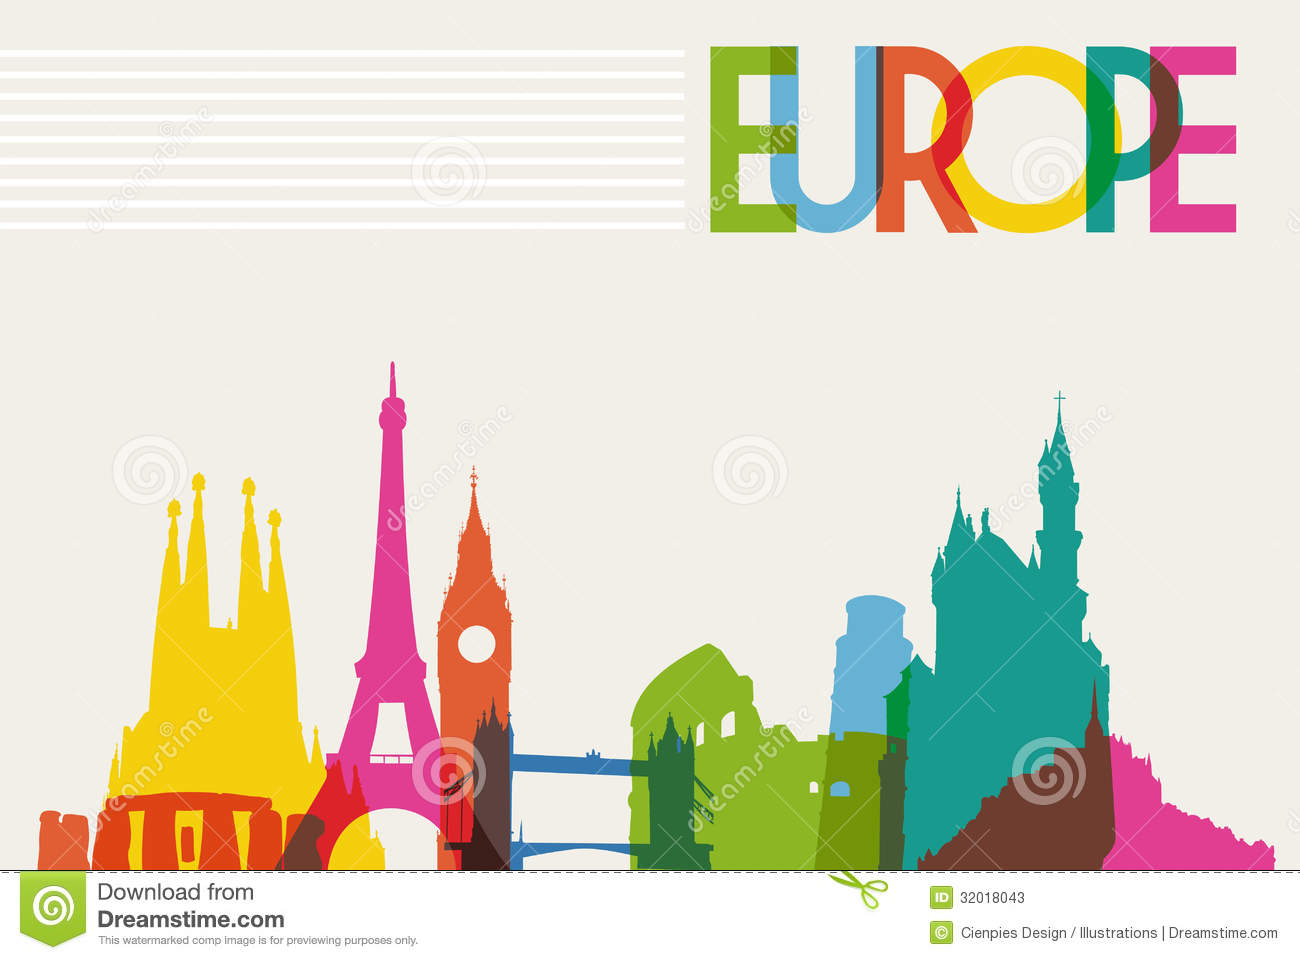 EUROPE
Download from
Dreamstime.com
This watermarked comp image is for previewing purposes only.
ID 32018043
© Cienpies Design / Illustrations | Dreamstime.com